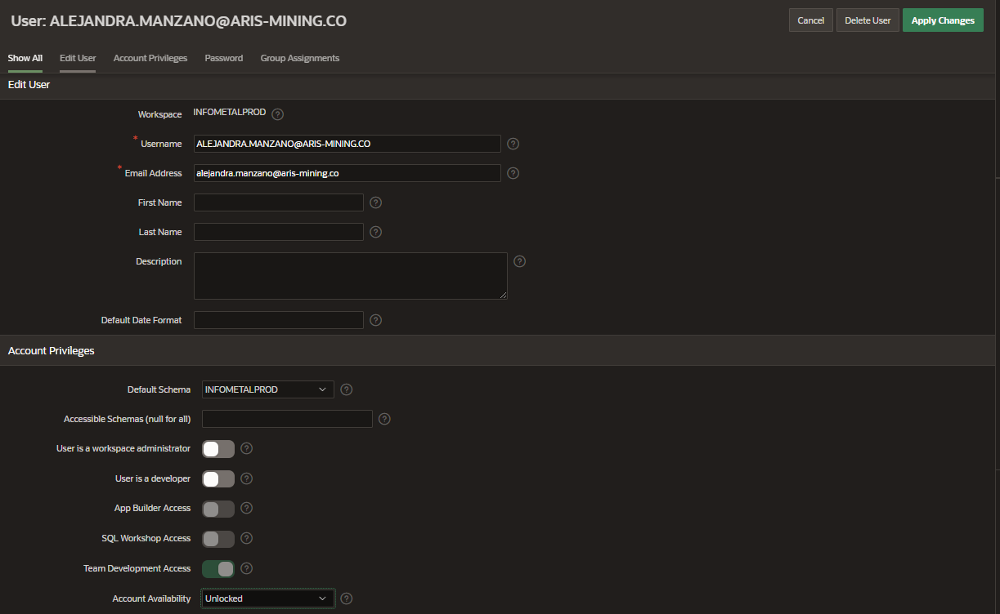 User: ALEJANDRA.MANZANO@ARIS-MINING.CO
Cancel
Delete User
Apply Changes
Show All
Edit User
Account Privileges
Password
Group Assignments
Edit User
Workspace
INFOMETALPROD
?
* Username
ALEJANDRA.MANZANO@ARIS-MINING.CO
?
* Email Address
alejandra.manzano@aris-mining.co
?
First Name
?
Last Name
?
Description
?
Default Date Format
?
Account Privileges
Default Schema
INFOMETALPROD
?
Accessible Schemas (null for all)
?
User is a workspace administrator
?
User is a developer
?
App Builder Access
?
SQL Workshop Access
?
Team Development Access
?
Account Availability
Unlocked
?